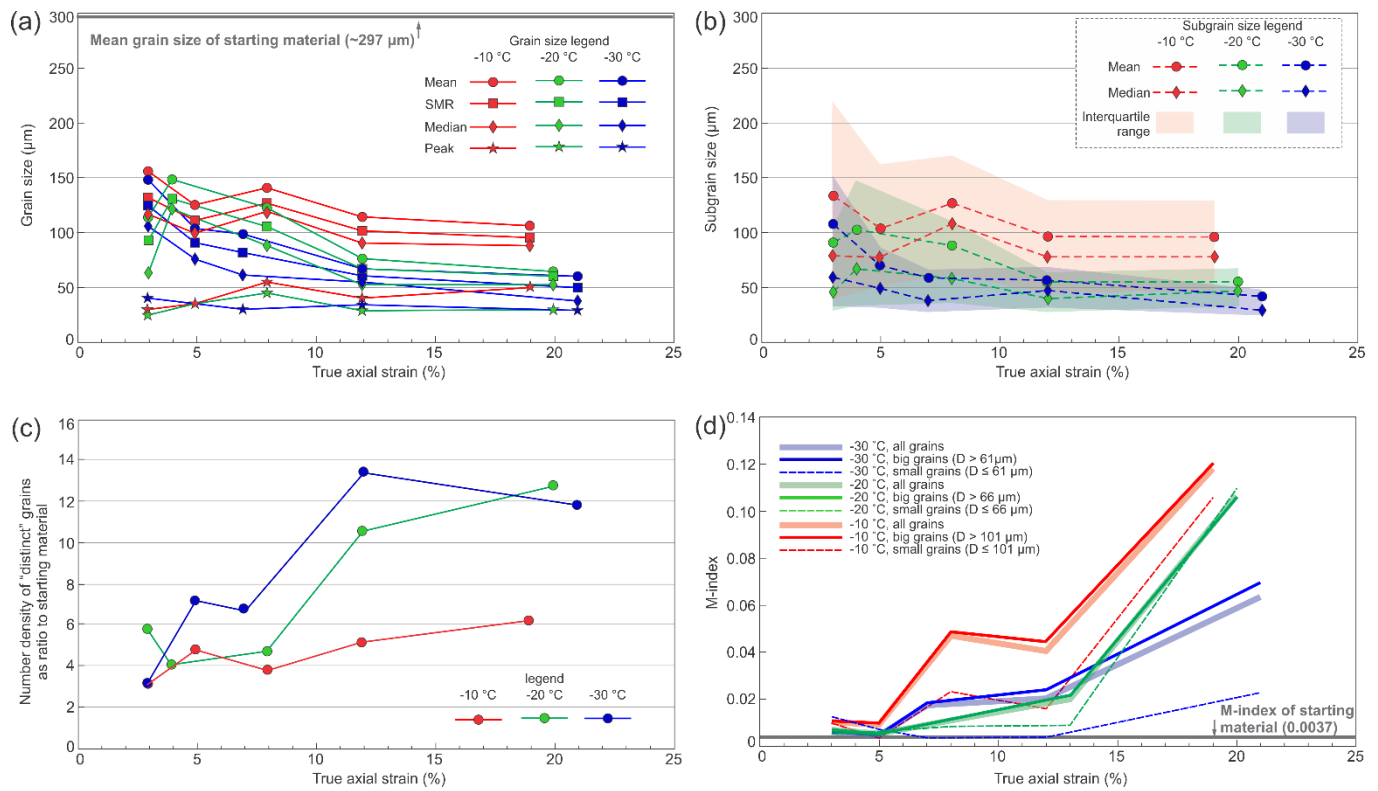 (a)
300
250
200
150
100
50
0
Grain size (µm)
Mean grain size of starting material (~297 µm)
Grain size legend
-10 °C -20 °C -30 °C
Mean
SMR
Median
Peak
0 5 10 15 20 25
True axial strain (%)
(b)
300
250
200
150
100
50
0
Subgrain size (µm)
Subgrain size legend
-10 °C -20 °C -30 °C
Mean
Median
Interquartile
range
0 5 10 15 20 25
True axial strain (%)
(c)
16
14
12
10
8
6
4
2
0
Number density of "distinct" grains
as ratio to starting material
legend
-10 °C -20 °C -30 °C
0 5 10 15 20 25
True axial strain (%)
(d)
0.14
0.12
0.10
0.08
0.06
0.04
0.02
0
M-index
-30 °C, all grains
-30 °C, big grains (D > 61µm)
-30 °C, small grains (D ≤ 61 µm)
-20 °C, all grains
-20 °C, big grains (D > 66 µm)
-20 °C, small grains (D ≤ 66 µm)
-10 °C, all grains
-10 °C, big grains (D > 101 µm)
-10 °C, small grains (D ≤ 101 µm)
M-index of starting
material (0.0037)
0 5 10 15 20 25
True axial strain (%)